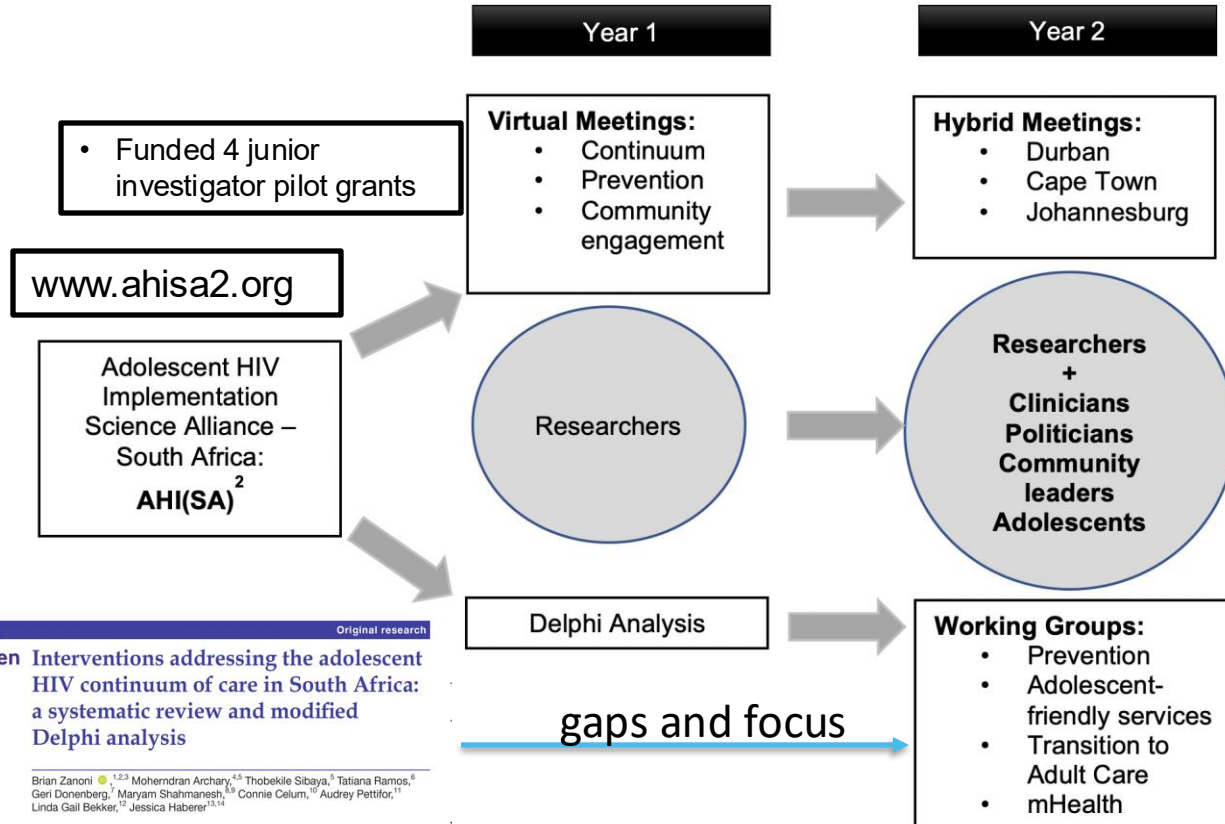 Year 1
Year 2
• Funded 4 junior
investigator pilot grants
Virtual Meetings:
• Continuum
• Prevention
• Community
engagement
Hybrid Meetings:
• Durban
• Cape Town
• Johannesburg
www.ahisa2.org
Adolescent HIV
Implementation
Science Alliance –
South Africa:
AHI(SA)²
Researchers
Researchers
+
Clinicians
Politicians
Community
leaders
Adolescents
Delphi Analysis
Working Groups:
• Prevention
• Adolescent-
friendly services
• Transition to
Adult Care
• mHealth
gaps and focus
Original research
en Interventions addressing the adolescent
HIV continuum of care in South Africa:
a systematic review and modified
Delphi analysis
Brian Zanoni ,1,2,3 Moherndran Archary,4,5 Thobekile Sibaya,5 Tatiana Ramos,6
Geri Donenberg,7 Maryam Shahmanesh,8,9 Connie Celum,10 Audrey Pettifor,11
Linda Gail Bekker,12 Jessica Haberer13,14